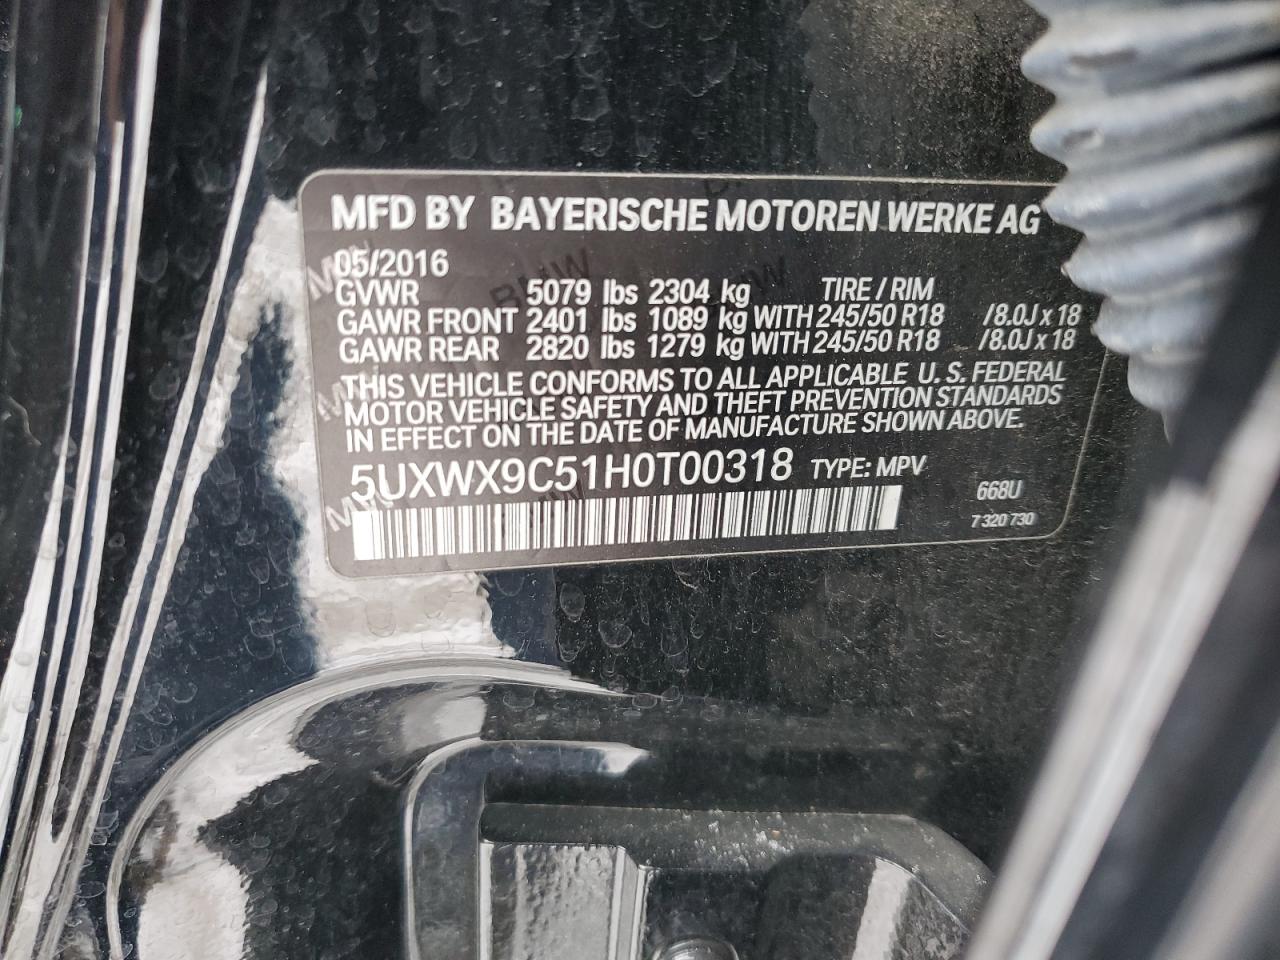 MFD BY BAYERISCHE MOTOREN WERKE AG
05/2016
GVWR 5079 lbs 2304 kg TIRE / RIM
GAWR FRONT 2401 lbs 1089 kg WITH 245/50 R18 /8.0J x 18
GAWR REAR 2820 lbs 1279 kg WITH 245/50 R18 /8.0J x 18
THIS VEHICLE CONFORMS TO ALL APPLICABLE U. S. FEDERAL
MOTOR VEHICLE SAFETY AND THEFT PREVENTION STANDARDS
IN EFFECT ON THE DATE OF MANUFACTURE SHOWN ABOVE.
5UXWX9C51H0T00318 TYPE: MPV
668U
7 320 730
BMW